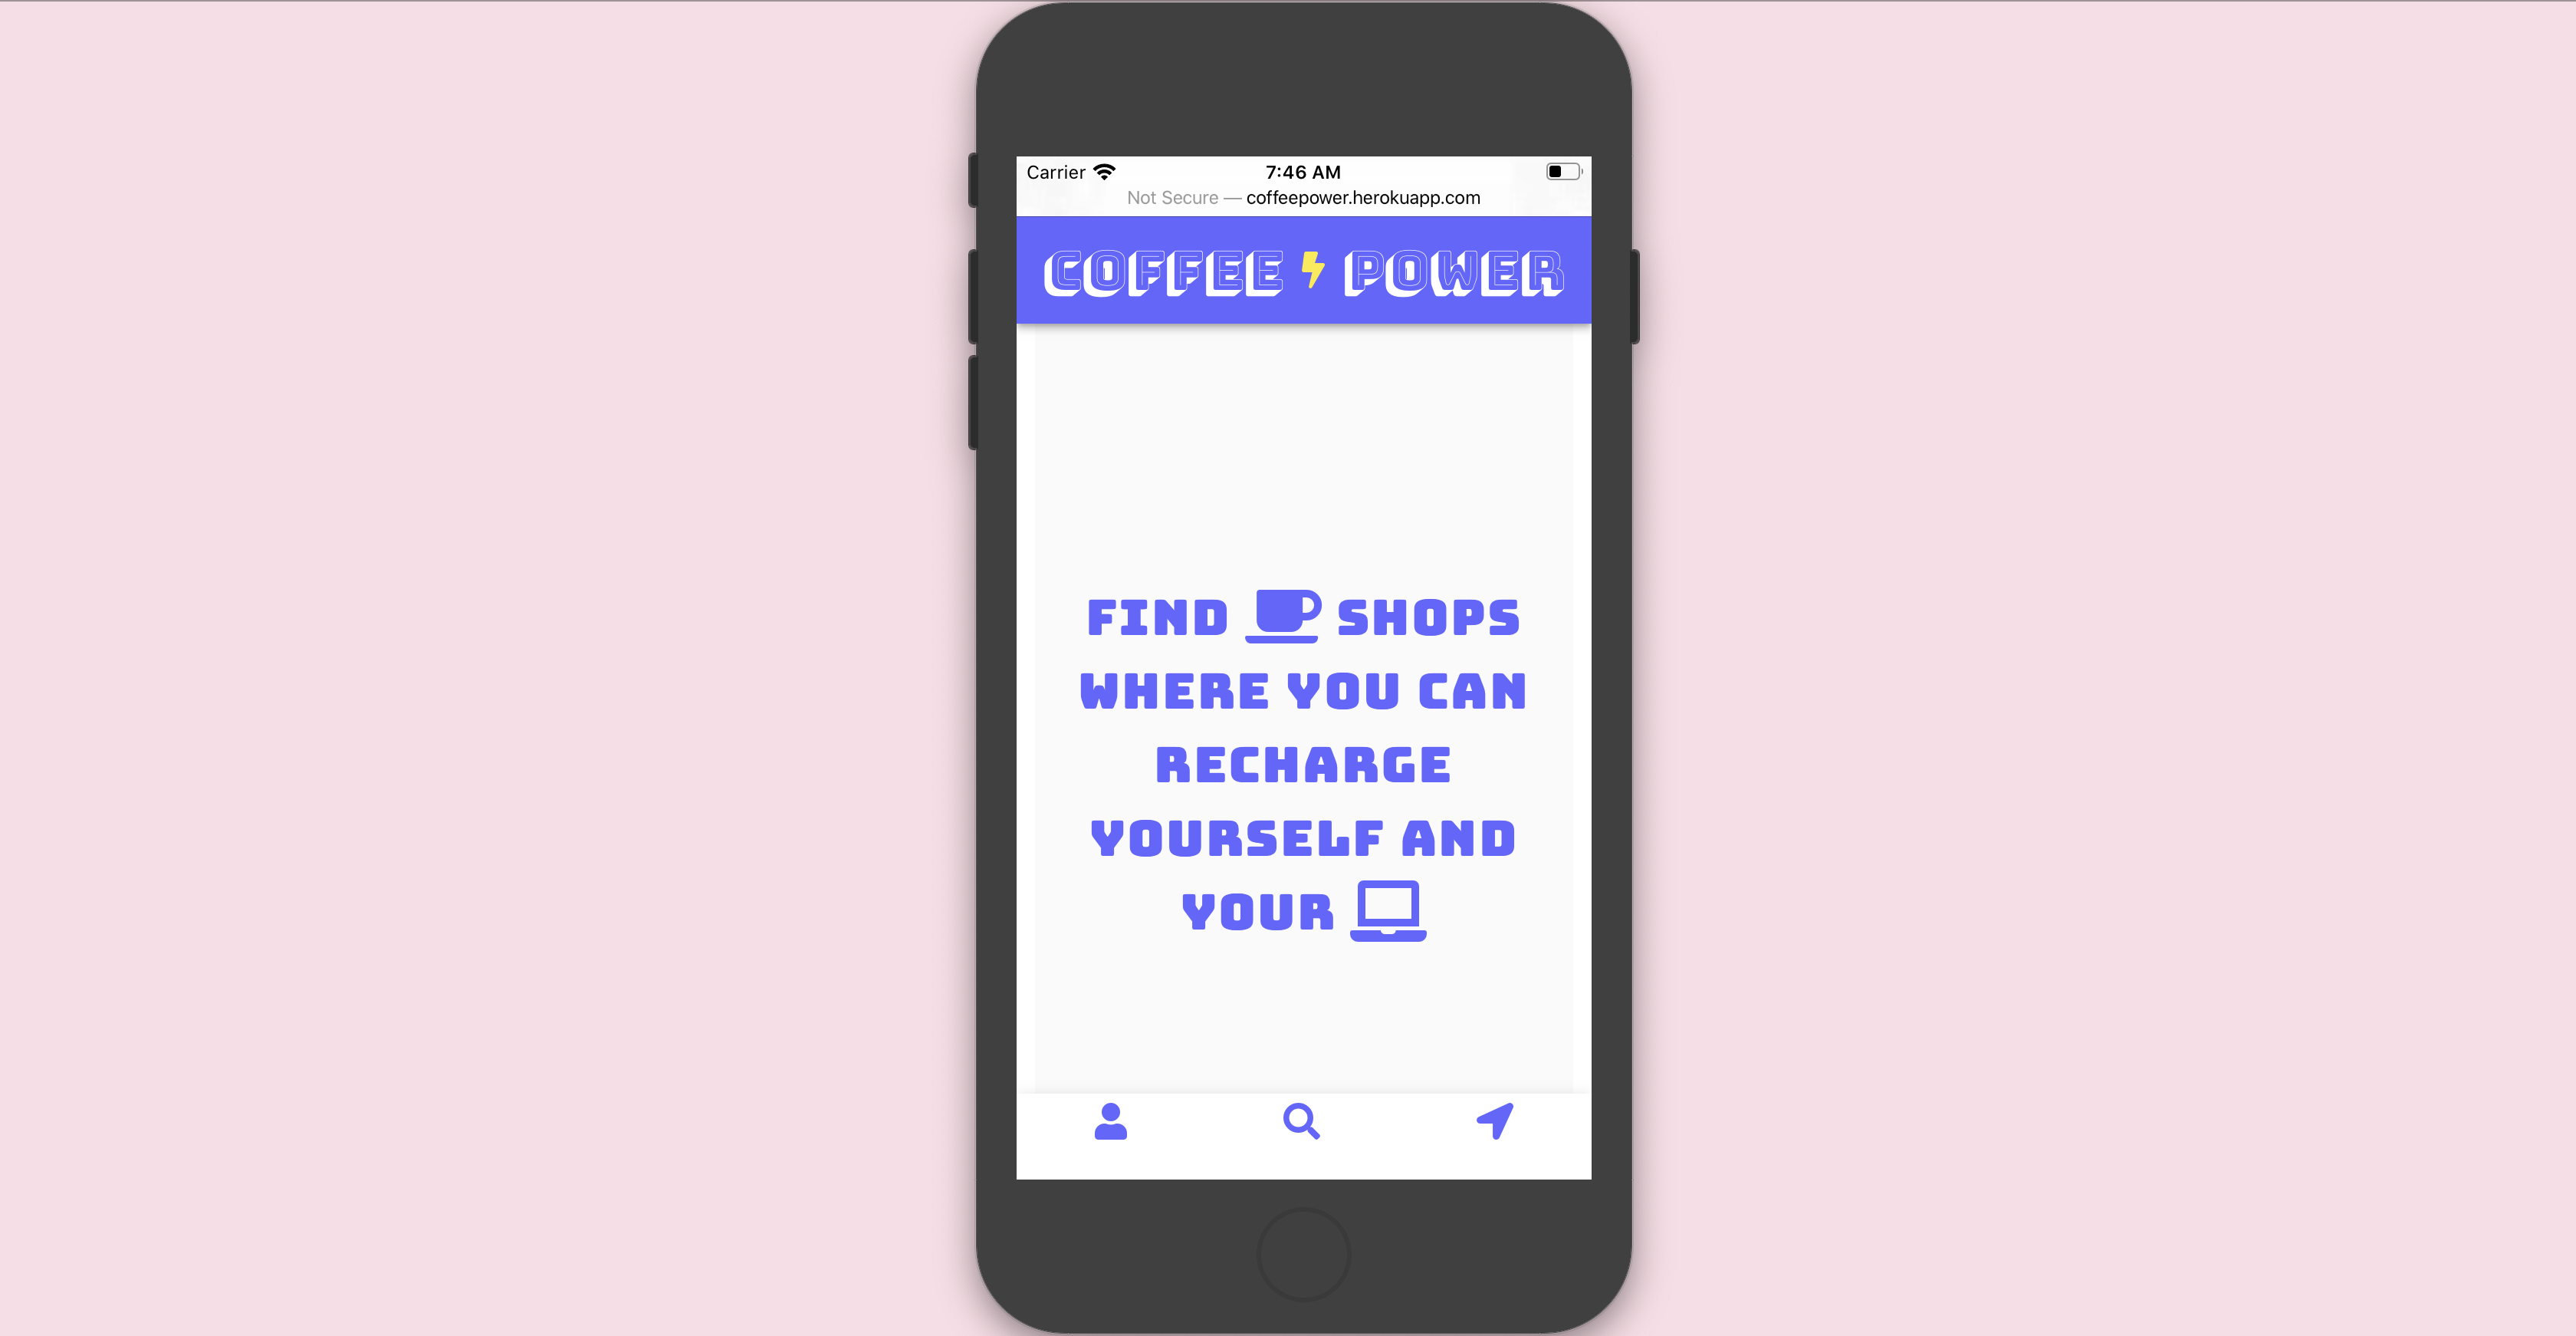 Carrier 7:46 AM
Not Secure — coffeepower.herokuapp.com
COFFEE POWER
FIND SHOPS
WHERE YOU CAN
RECHARGE
YOURSELF AND
YOUR